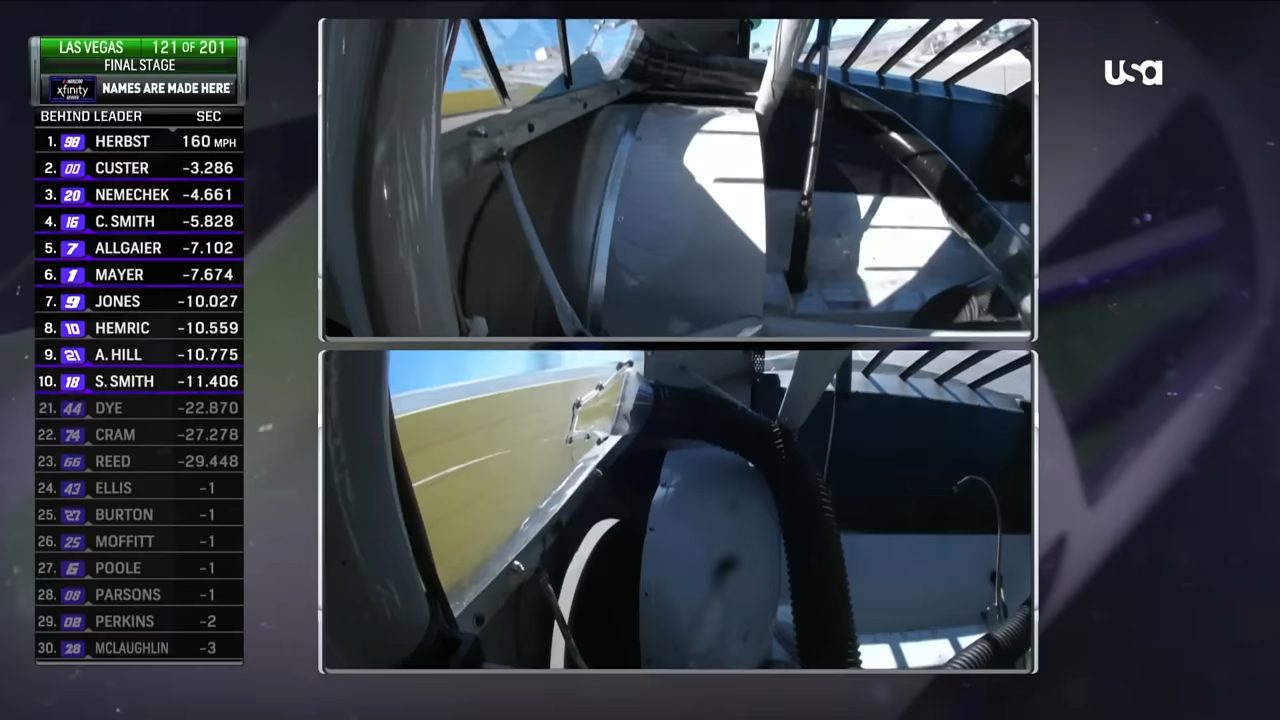 LAS VEGAS 121 OF 201
FINAL STAGE
NASCAR xfinity SERIES NAMES ARE MADE HERE
BEHIND LEADER SEC
1. 98 HERBST 160 MPH
2. 00 CUSTER -3.286
3. 20 NEMECHEK -4.661
4. 16 C. SMITH -5.828
5. 7 ALLGAIER -7.102
6. 1 MAYER -7.674
7. 9 JONES -10.027
8. 10 HEMRIC -10.559
9. 21 A. HILL -10.775
10. 18 S. SMITH -11.406
21. 44 DYE -22.870
22. 74 CRAM -27.278
23. 66 REED -29.448
24. 43 ELLIS -1
25. 27 BURTON -1
26. 25 MOFFITT -1
27. 6 POOLE -1
28. 08 PARSONS -1
29. 02 PERKINS -2
30. 28 MCLAUGHLIN -3
usa